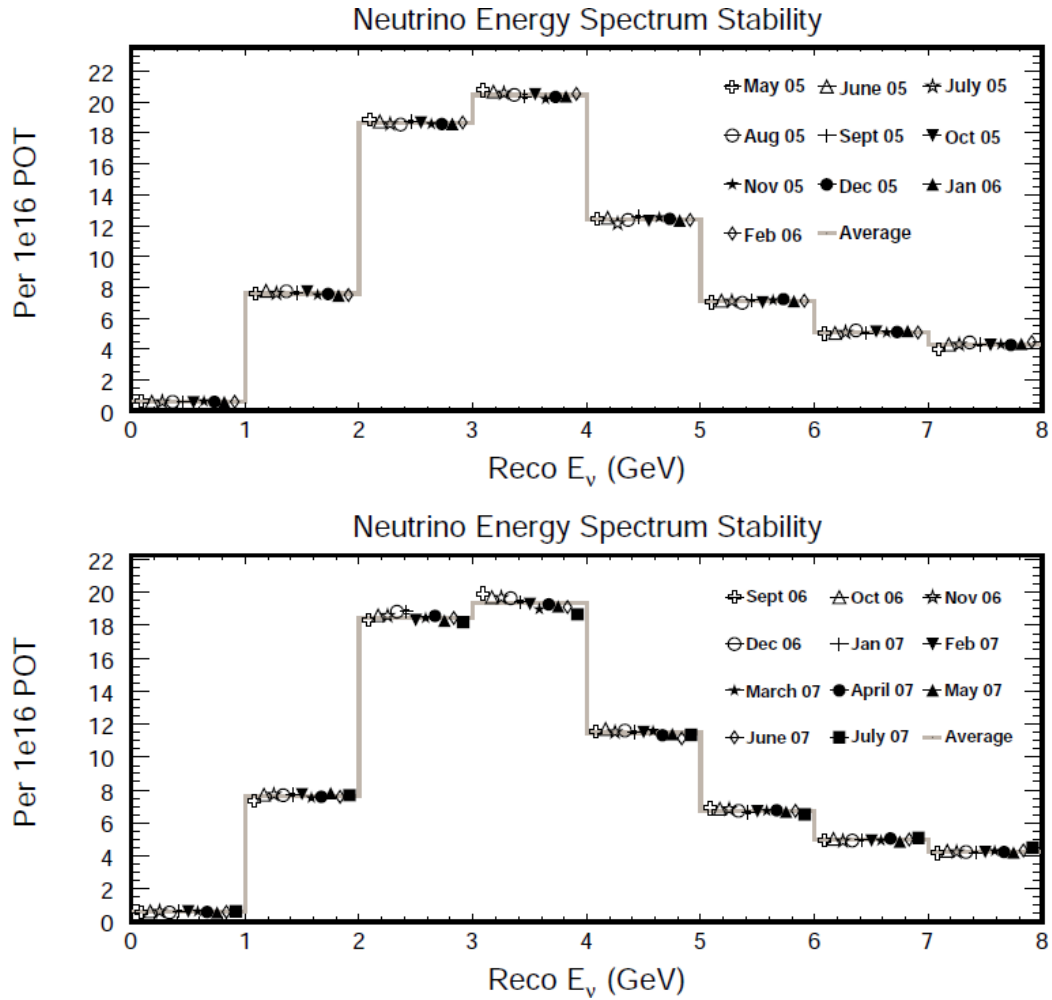 Neutrino Energy Spectrum Stability
Per 1e16 POT
22
20
18
16
14
12
10
8
6
4
2
0
May 05 June 05 July 05
Aug 05 Sept 05 Oct 05
Nov 05 Dec 05 Jan 06
Feb 06 Average
0 1 2 3 4 5 6 7 8
Reco Eν (GeV)
Neutrino Energy Spectrum Stability
Per 1e16 POT
22
20
18
16
14
12
10
8
6
4
2
0
Sept 06 Oct 06 Nov 06
Dec 06 Jan 07 Feb 07
March 07 April 07 May 07
June 07 July 07 Average
0 1 2 3 4 5 6 7 8
Reco Eν (GeV)